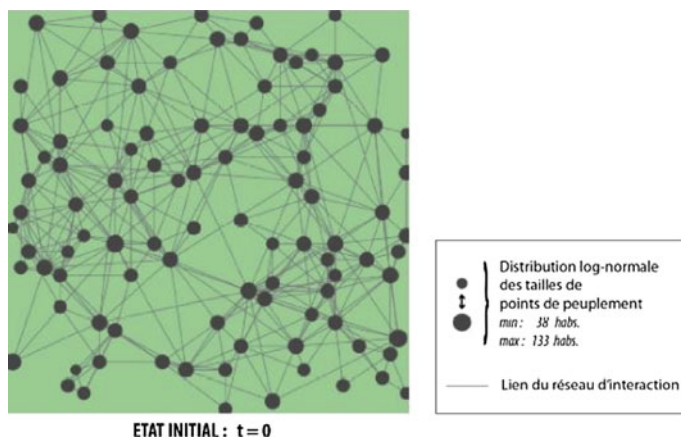 Distribution log-normale
des tailles de
points de peuplement
min : 38 habs.
max : 133 habs.
Lien du réseau d'interaction
ETAT INITIAL : t = 0